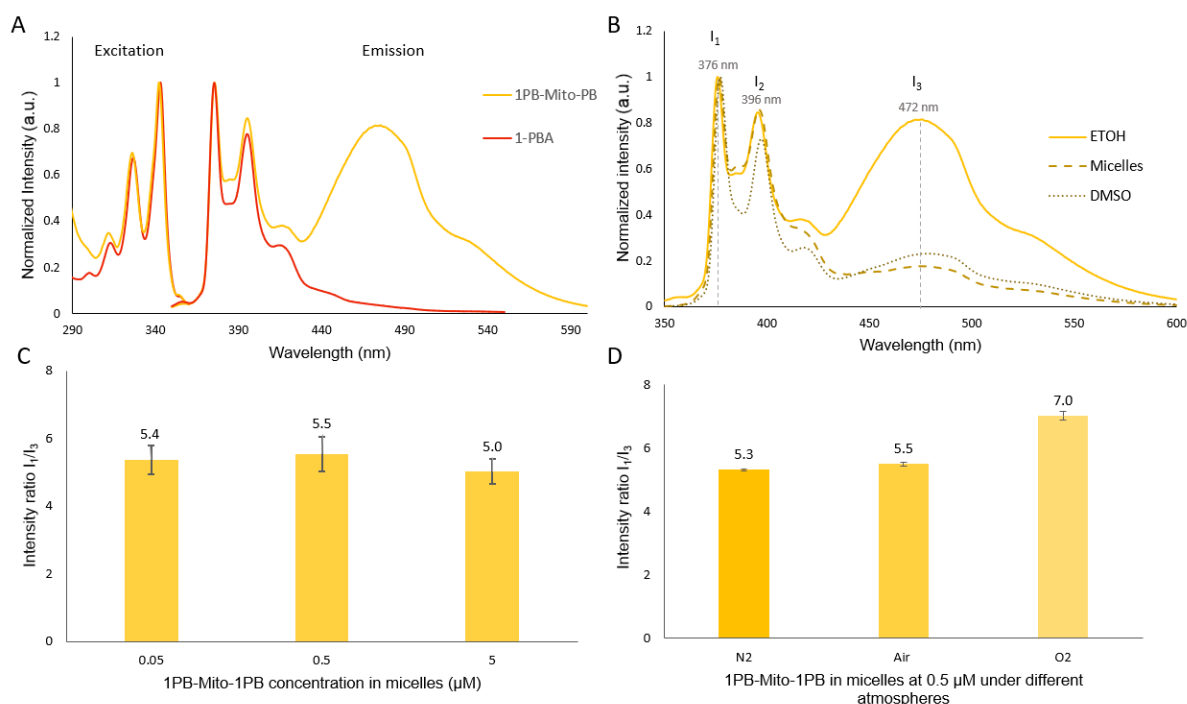 A
1.2
1
0.8
0.6
0.4
0.2
0
Normalized Intensity (a.u.)
Excitation
Emission
1PB-Mito-PB
1-PBA
290 340 390 440 490 540 590
Wavelength (nm)
B
1.2
1
0.8
0.6
0.4
0.2
0
Normalized intensity (a.u.)
I1
376 nm
I2
396 nm
I3
472 nm
ETOH
Micelles
DMSO
350 400 450 500 550 600
Wavelength (nm)
C
8
6
4
2
0
Intensity ratio I1/I3
5.4
5.5
5.0
0.05 0.5 5
1PB-Mito-1PB concentration in micelles (μM)
D
8
6
4
2
0
Intensity ratio I1/I3
5.3
5.5
7.0
N2 Air O2
1PB-Mito-1PB in micelles at 0.5 μM under different
atmospheres